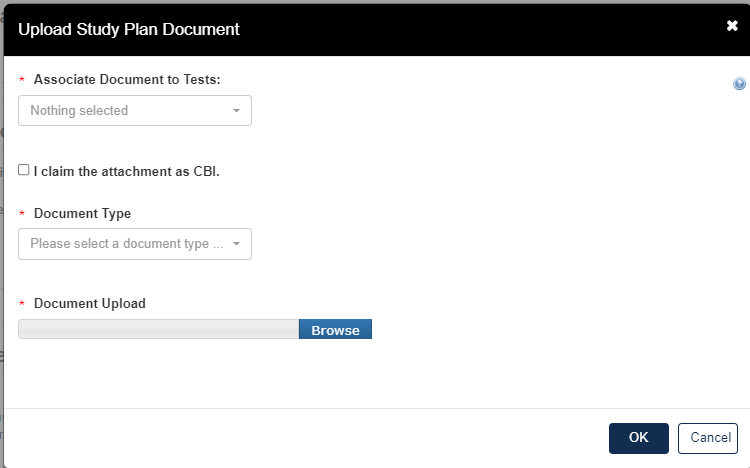 Upload Study Plan Document
* Associate Document to Tests:
Nothing selected
I claim the attachment as CBI.
* Document Type
Please select a document type ...
* Document Upload
Browse
OK Cancel